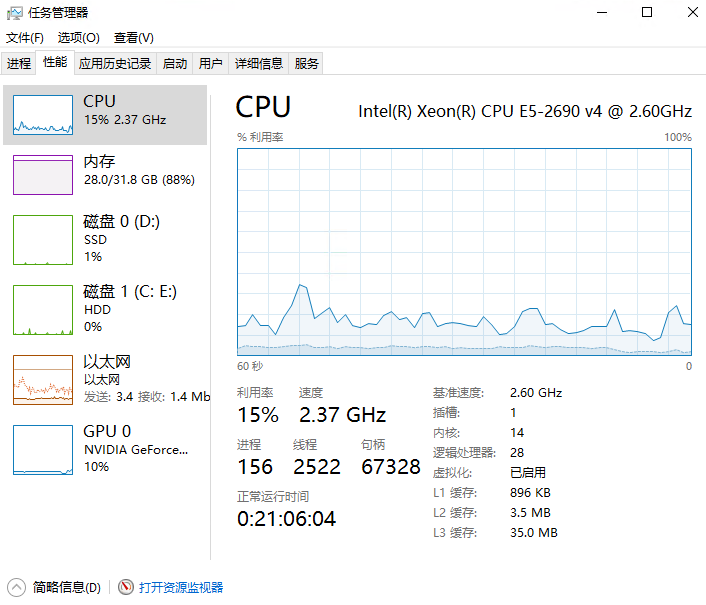 任务管理器
文件(F) 选项(O) 查看(V)
进程 性能 应用历史记录 启动 用户 详细信息 服务
CPU
15% 2.37 GHz
内存
28.0/31.8 GB (88%)
磁盘 0 (D:)
SSD
1%
磁盘 1 (C: E:)
HDD
0%
以太网
以太网
发送: 3.4 接收: 1.4 Mb
GPU 0
NVIDIA GeForce...
10%
CPU Intel(R) Xeon(R) CPU E5-2690 v4 @ 2.60GHz
% 利用率 100%
60 秒 0
利用率 速度
15% 2.37 GHz
进程 线程 句柄
156 2522 67328
正常运行时间
0:21:06:04
基准速度: 2.60 GHz
插槽: 1
内核: 14
逻辑处理器: 28
虚拟化: 已启用
L1 缓存: 896 KB
L2 缓存: 3.5 MB
L3 缓存: 35.0 MB
简略信息(D) 打开资源监视器